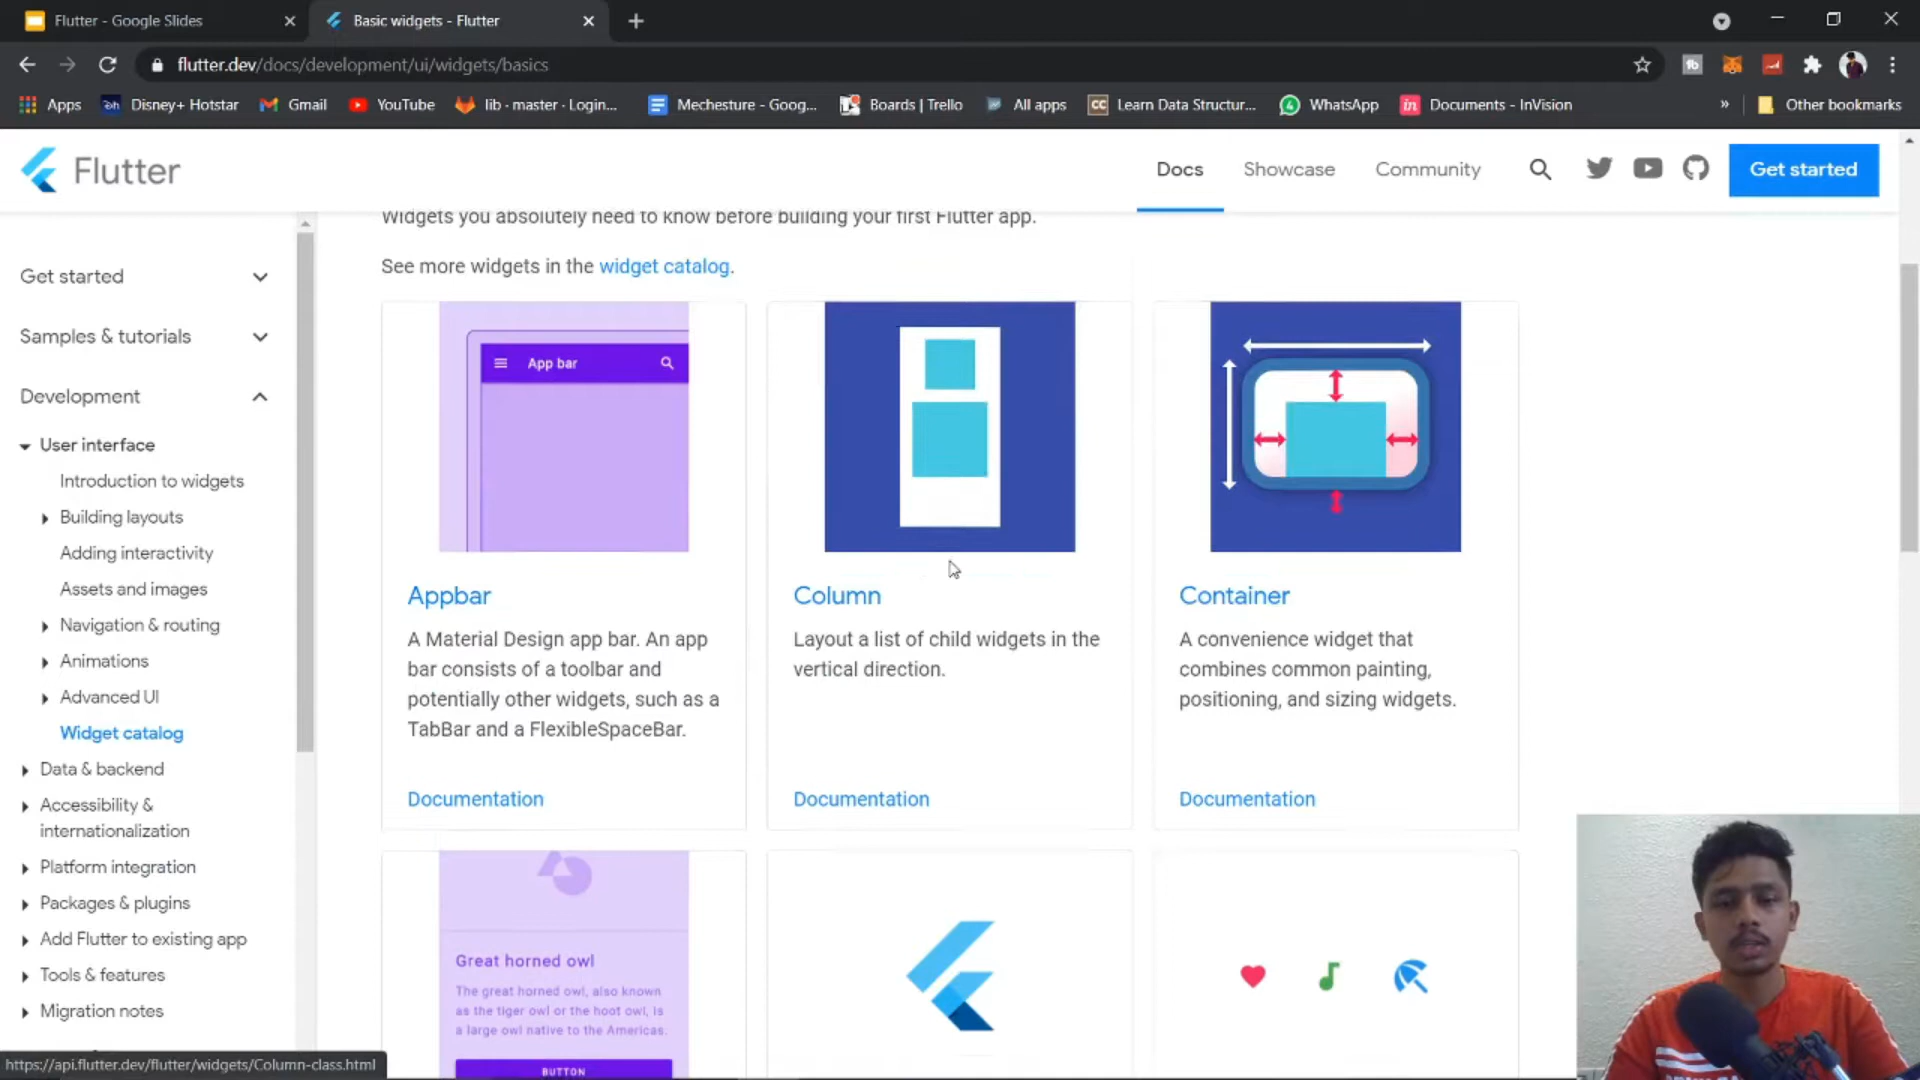 Flutter - Google Slides
Basic widgets - Flutter
flutter.dev/docs/development/ui/widgets/basics
Apps
Disney+ Hotstar
Gmail
YouTube
lib · master · Login...
Mechesture - Goog...
Boards | Trello
All apps
CC
Learn Data Structur...
4
WhatsApp
in
Documents - InVision
»
Other bookmarks
Flutter
Docs
Showcase
Community
Get started
Get started
Samples & tutorials
Development
User interface
Introduction to widgets
Building layouts
Adding interactivity
Assets and images
Navigation & routing
Animations
Advanced UI
Widget catalog
Data & backend
Accessibility &
internationalization
Platform integration
Packages & plugins
Add Flutter to existing app
Tools & features
Migration notes
Widgets you absolutely need to know before building your first Flutter app.
See more widgets in the widget catalog.
App bar
Appbar
A Material Design app bar. An app
bar consists of a toolbar and
potentially other widgets, such as a
TabBar and a FlexibleSpaceBar.
Documentation
Column
Layout a list of child widgets in the
vertical direction.
Documentation
Container
A convenience widget that
combines common painting,
positioning, and sizing widgets.
Documentation
Great horned owl
The great horned owl, also known
as the tiger owl or the hoot owl, is
a large owl native to the Americas.
BUTTON
https://api.flutter.dev/flutter/widgets/Column-class.html